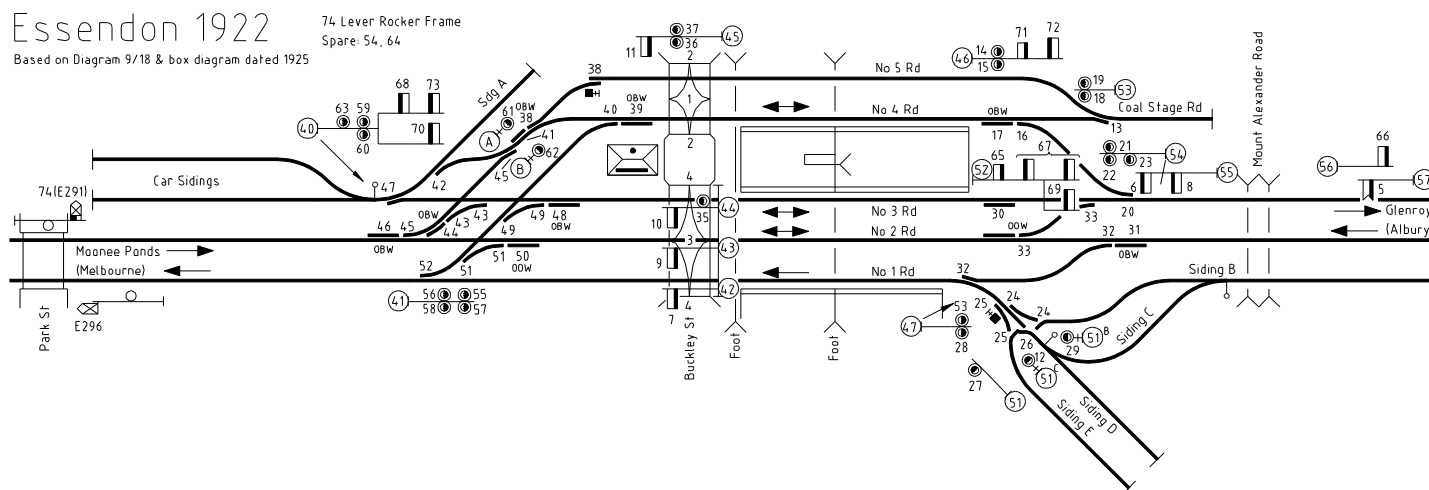 Essendon 1922
74 Lever Rocker Frame
Spare: 54, 64
Based on Diagram 9/18 & box diagram dated 1925
37
36
45
11
2
38
1
71
72
46
14
15
No 5 Rd
19
18
53
Coal Stage Rd
13
Mount Alexander Road
68
73
63
59
40
60
70
Sdg A
61
OBW
38
A
41
62
B
45
40
OBW
39
No 4 Rd
OBW
17
16
2
4
67
65
52
69
21
22
23
54
55
6
8
66
56
57
5
Car Sidings
42
47
74(E291)
OBW
46
45
OBW
44
43
43
49
49
48
OBW
35
44
10
No 3 Rd
30
OOW
33
33
20
Glenroy
(Albury
Moonee Ponds
(Melbourne)
3
43
No 2 Rd
32
31
OBW
52
51
51
50
OOW
9
42
No 1 Rd
32
Siding B
E296
Park St
41
56
55
58
57
7
4
Buckley St
Foot
Foot
53
47
28
25
24
24
25
26
12
29
51
B
51
C
27
51
Siding C
Siding D
Siding E